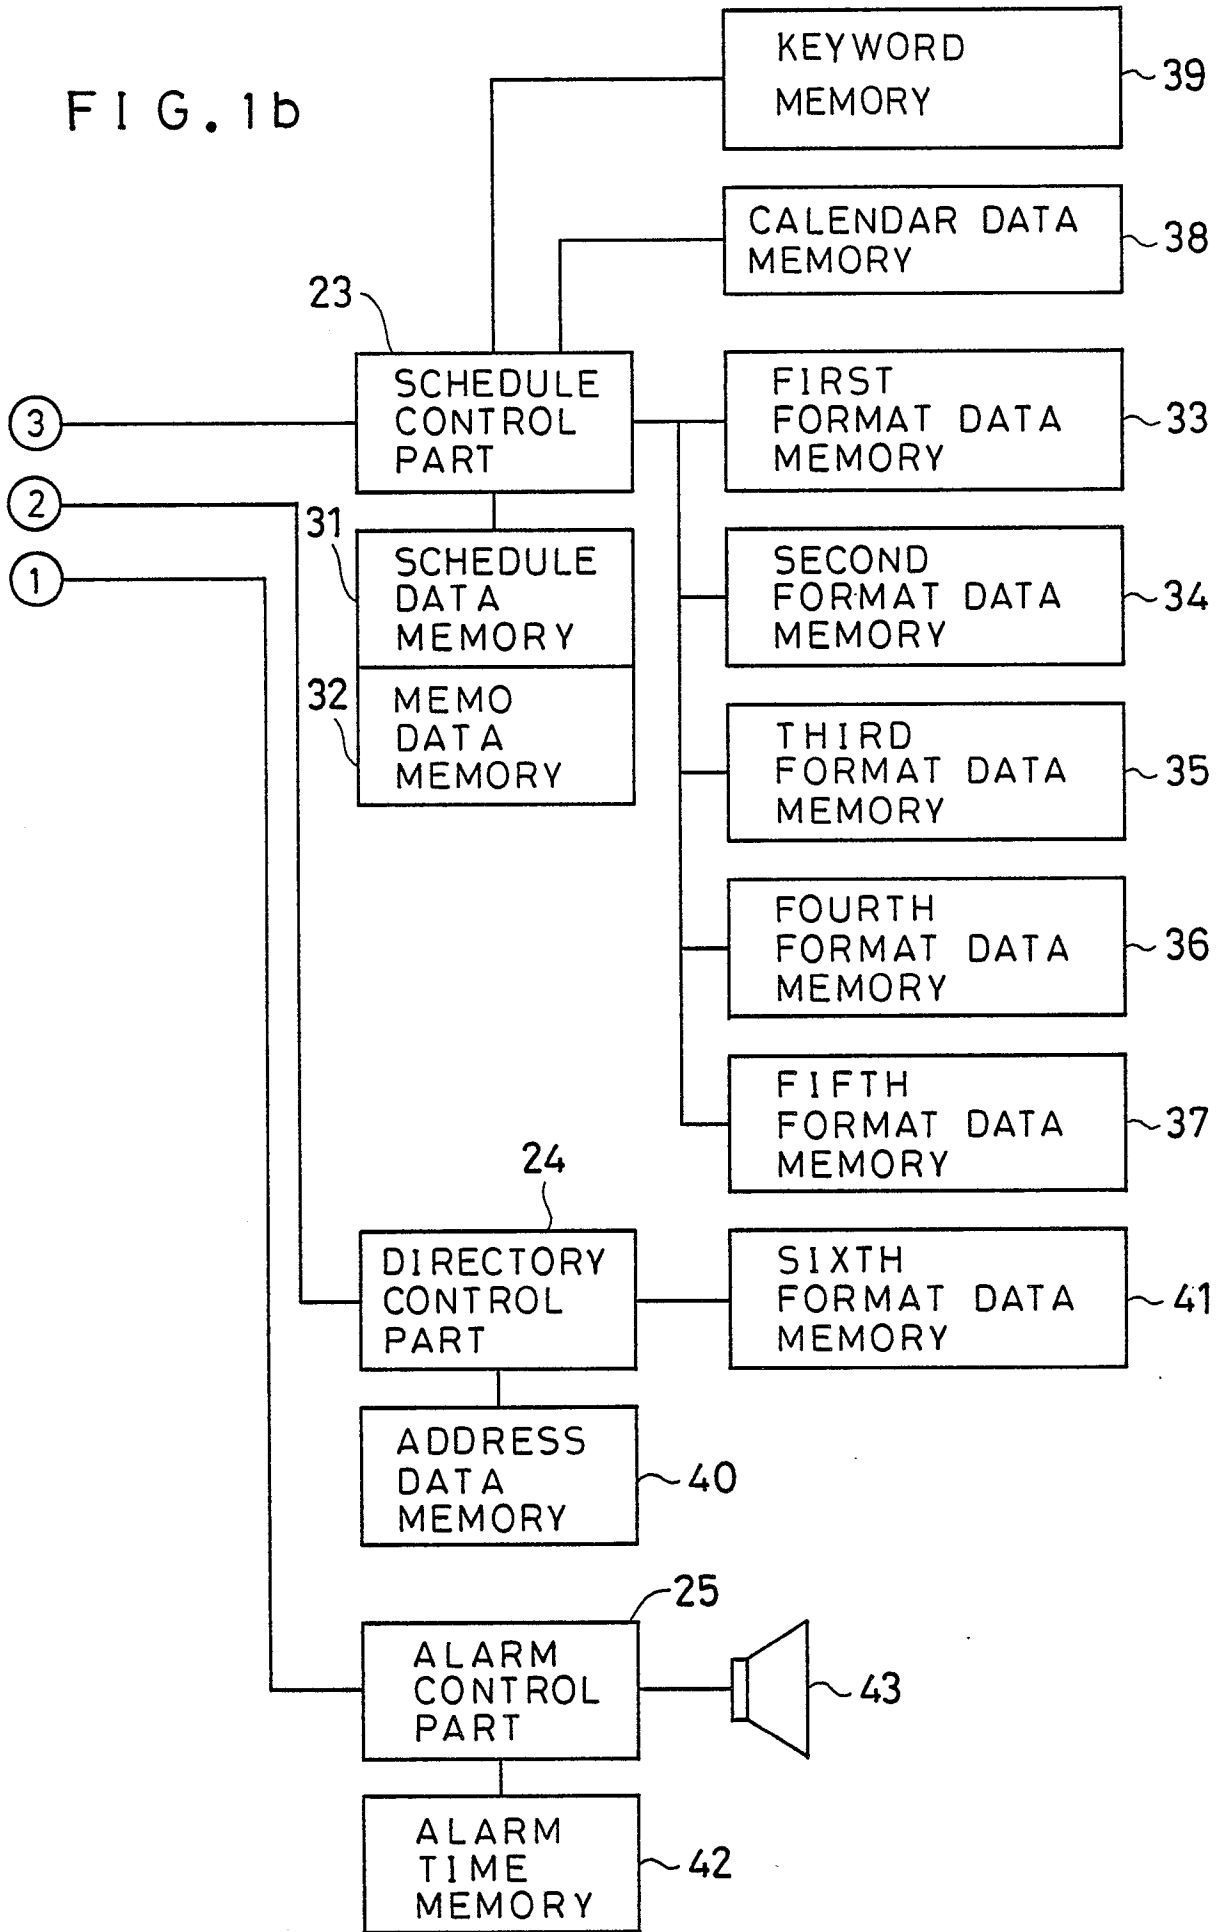 FIG. 1b
KEYWORD
MEMORY
39
CALENDAR DATA
MEMORY
38
23
SCHEDULE
CONTROL
PART
FIRST
FORMAT DATA
MEMORY
33
3
2
1
31
SCHEDULE
DATA
MEMORY
SECOND
FORMAT DATA
MEMORY
34
32
MEMO
DATA
MEMORY
THIRD
FORMAT DATA
MEMORY
35
FOURTH
FORMAT DATA
MEMORY
36
FIFTH
FORMAT DATA
MEMORY
37
24
DIRECTORY
CONTROL
PART
SIXTH
FORMAT DATA
MEMORY
41
ADDRESS
DATA
MEMORY
40
25
ALARM
CONTROL
PART
43
ALARM
TIME
MEMORY
42